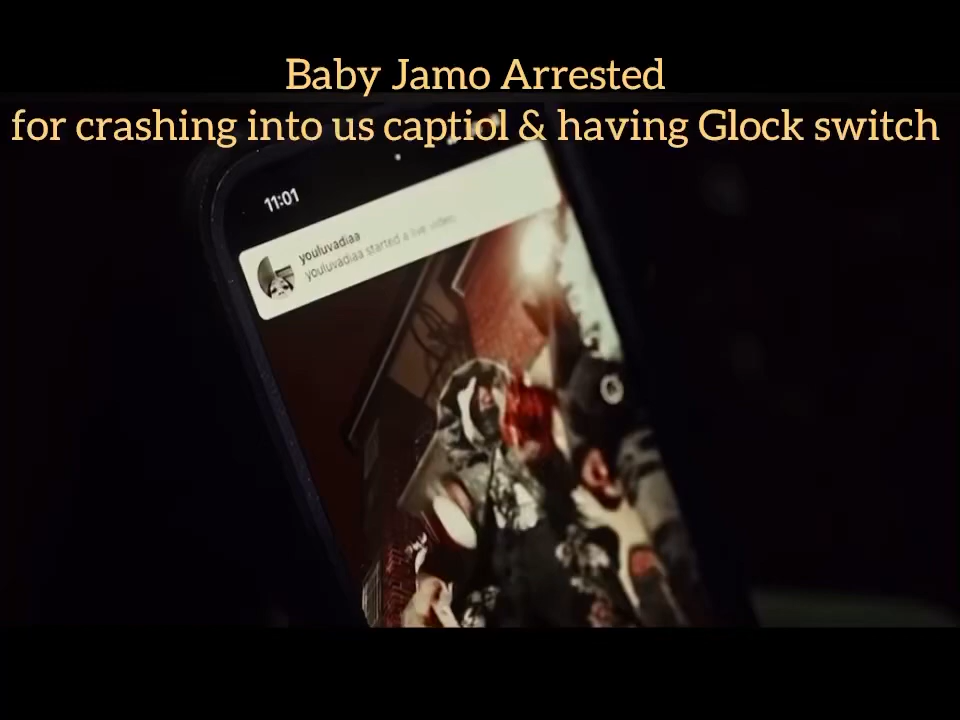 Baby Jamo Arrested
for crashing into us captiol & having Glock switch
11:01
youluvadiaa
youluvadiaa started a live video